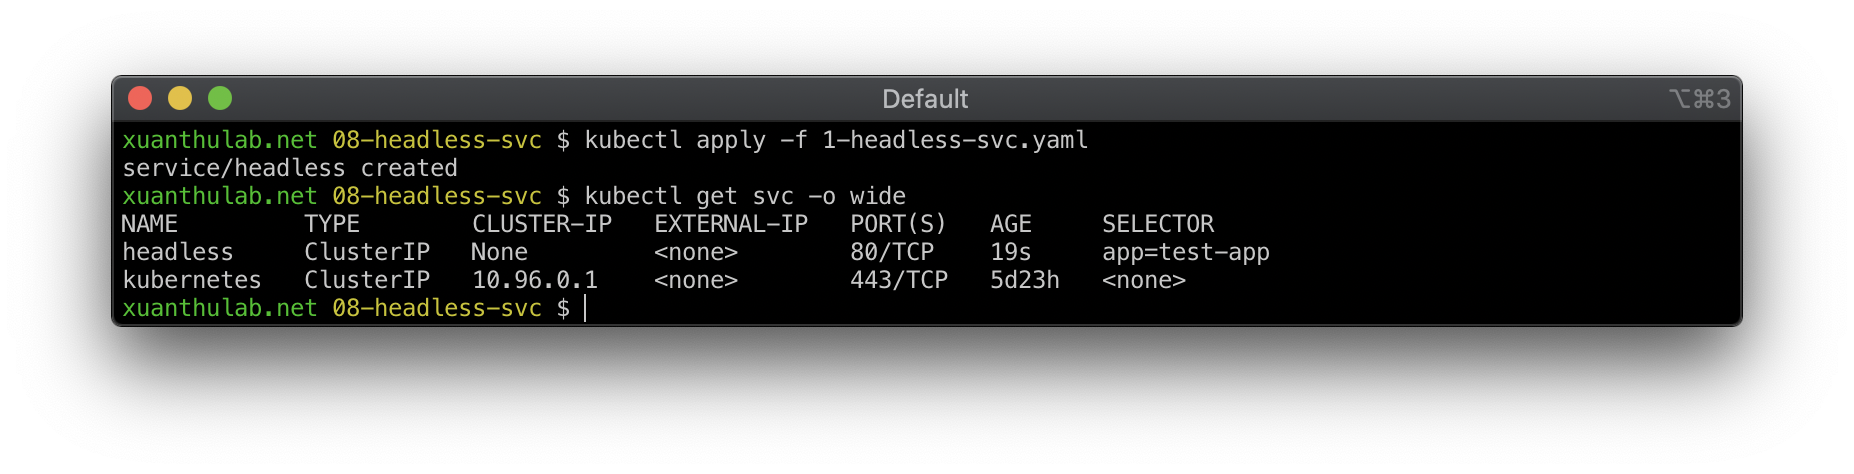 Default
⌥⌘3
xuanthulab.net 08-headless-svc $ kubectl apply -f 1-headless-svc.yaml
service/headless created
xuanthulab.net 08-headless-svc $ kubectl get svc -o wide
NAME         TYPE        CLUSTER-IP   EXTERNAL-IP   PORT(S)   AGE     SELECTOR
headless     ClusterIP   None         <none>        80/TCP    19s     app=test-app
kubernetes   ClusterIP   10.96.0.1    <none>        443/TCP   5d23h   <none>
xuanthulab.net 08-headless-svc $